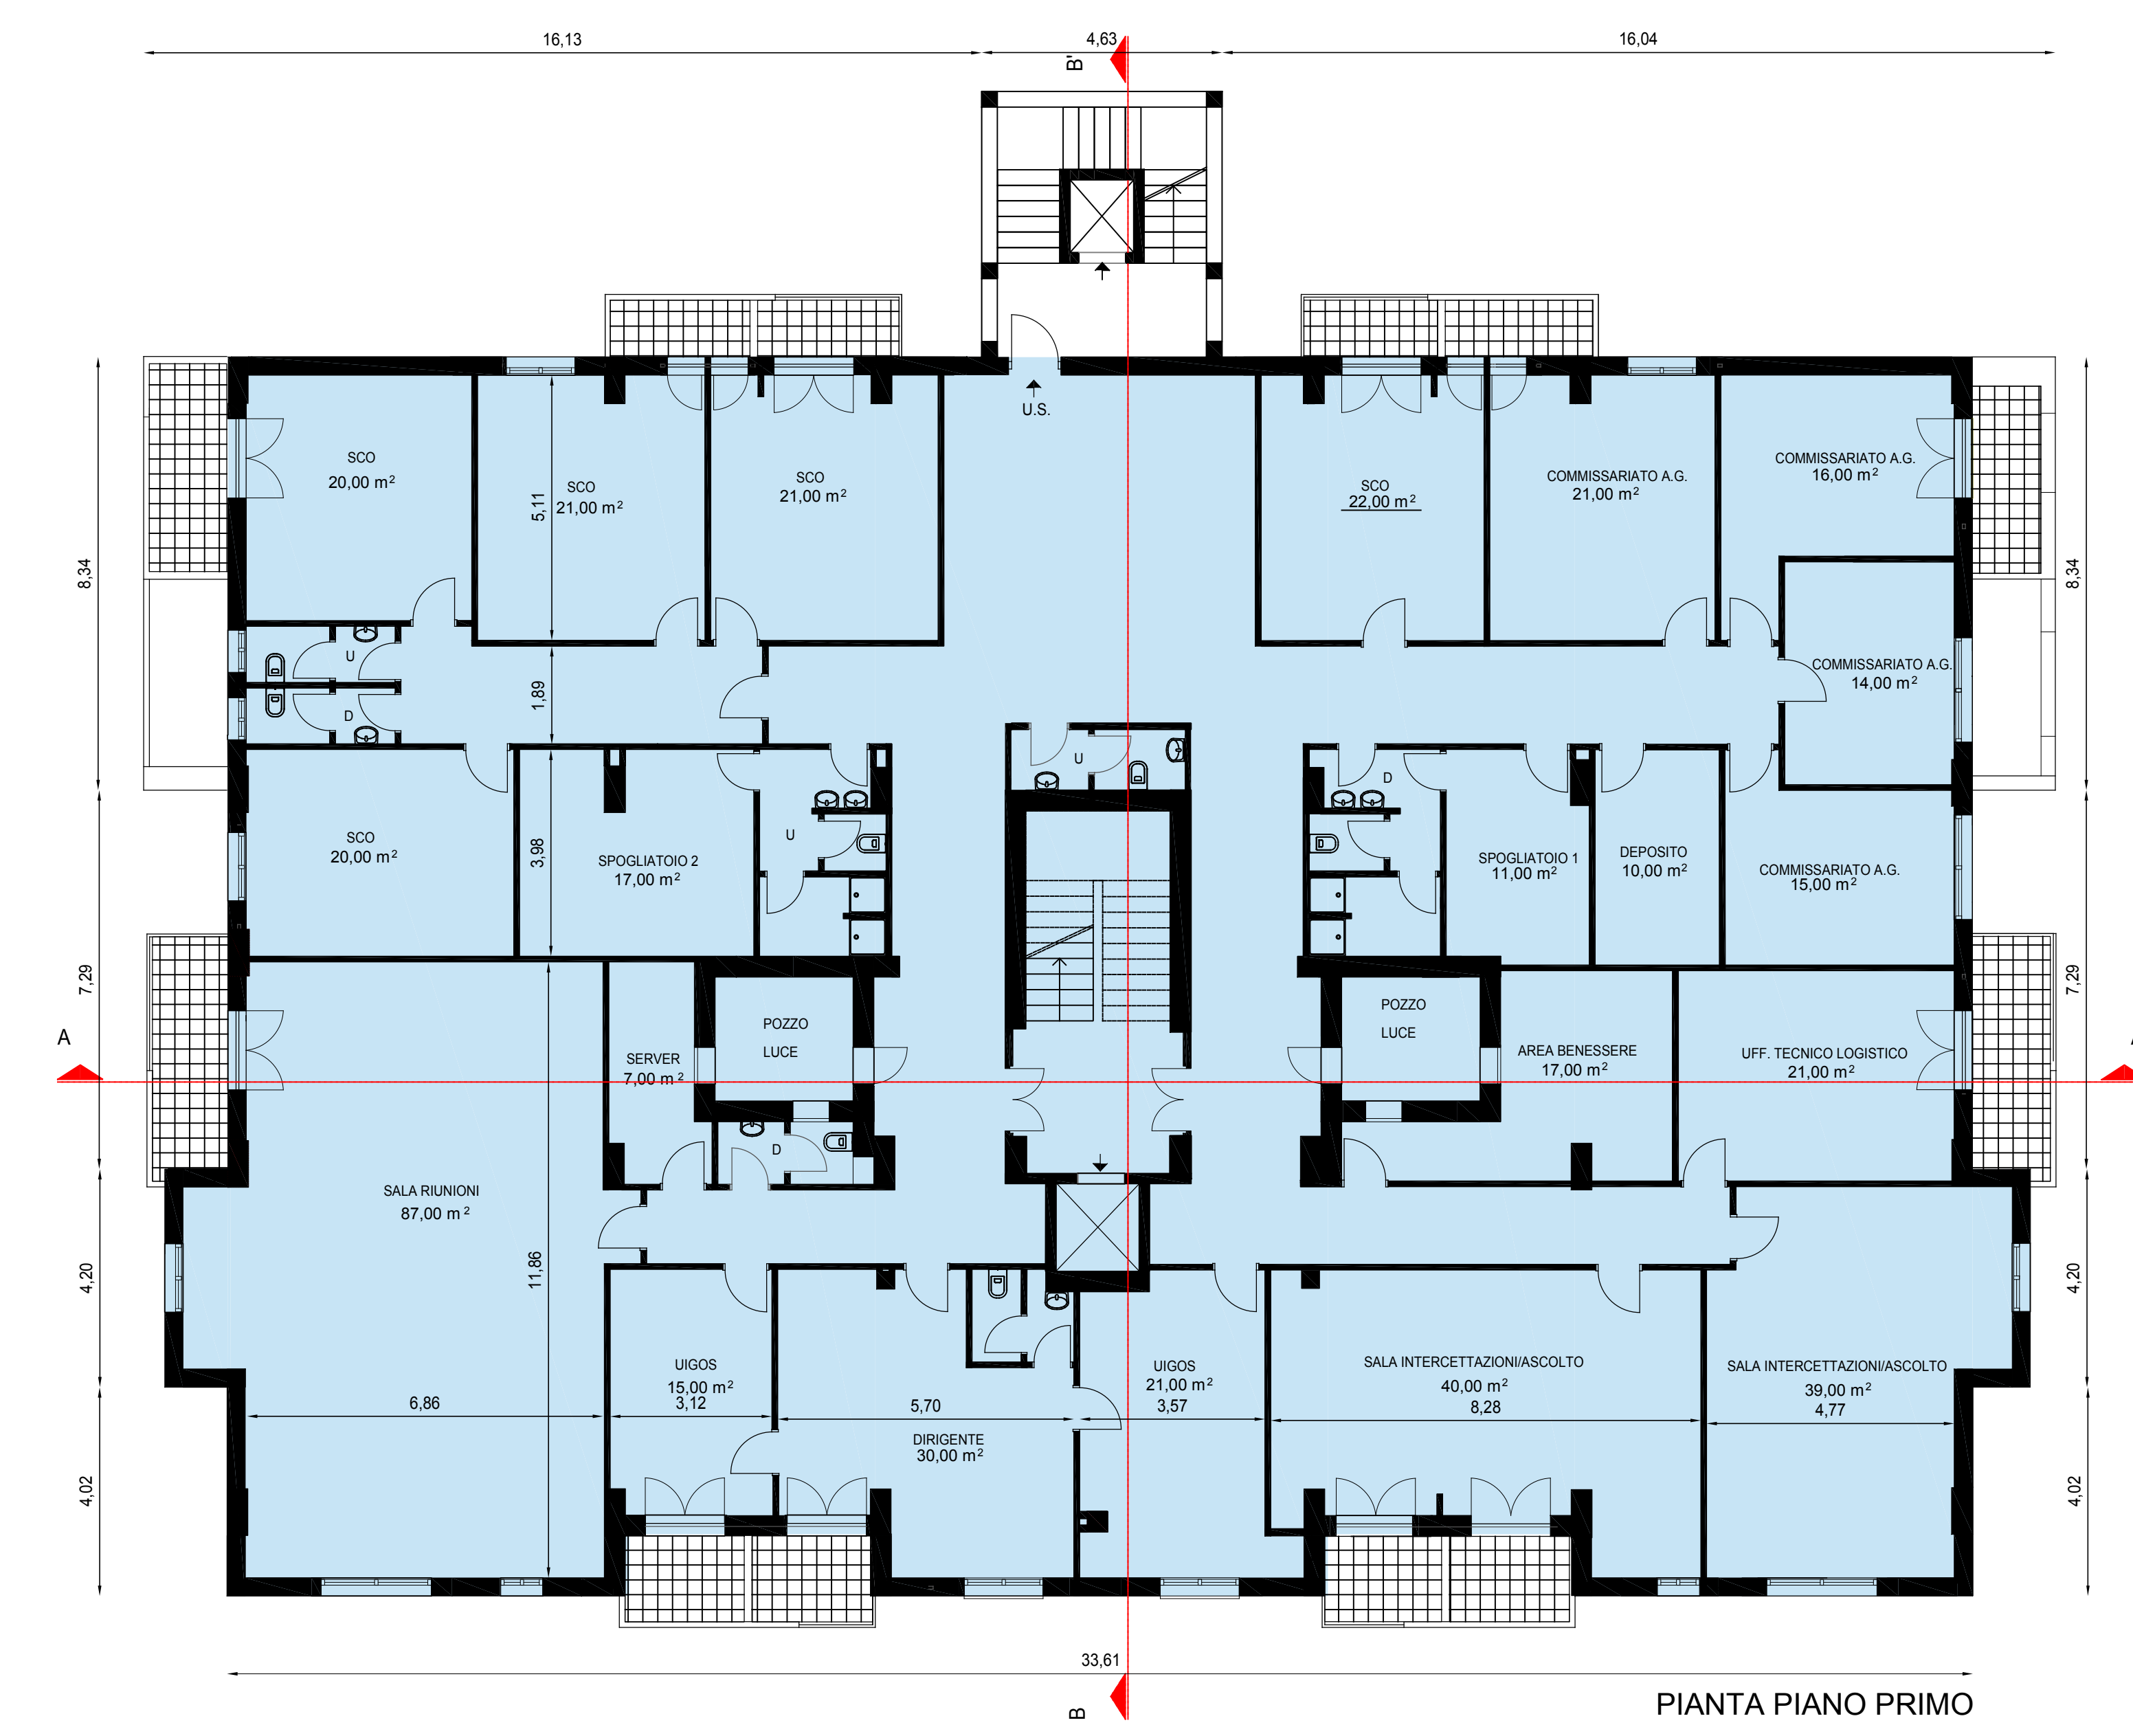 16,13
4,63
16,04
B'
U.S.
SCO
20,00 m²
SCO
21,00 m²
5,11
SCO
21,00 m²
SCO
22,00 m²
COMMISSARIATO A.G.
21,00 m²
COMMISSARIATO A.G.
16,00 m²
8,34
8,34
U
D
1,89
COMMISSARIATO A.G.
14,00 m²
U
D
SCO
20,00 m²
3,98
SPOGLIATOIO 2
17,00 m²
U
SPOGLIATOIO 1
11,00 m²
DEPOSITO
10,00 m²
COMMISSARIATO A.G.
15,00 m²
7,29
7,29
A
SERVER
7,00 m²
POZZO
LUCE
POZZO
LUCE
AREA BENESSERE
17,00 m²
UFF. TECNICO LOGISTICO
21,00 m²
D
SALA RIUNIONI
87,00 m²
11,86
4,20
4,20
6,86
UIGOS
15,00 m²
3,12
5,70
DIRIGENTE
30,00 m²
UIGOS
21,00 m²
3,57
SALA INTERCETTAZIONI/ASCOLTO
40,00 m²
8,28
SALA INTERCETTAZIONI/ASCOLTO
39,00 m²
4,77
4,02
4,02
33,61
B
PIANTA PIANO PRIMO